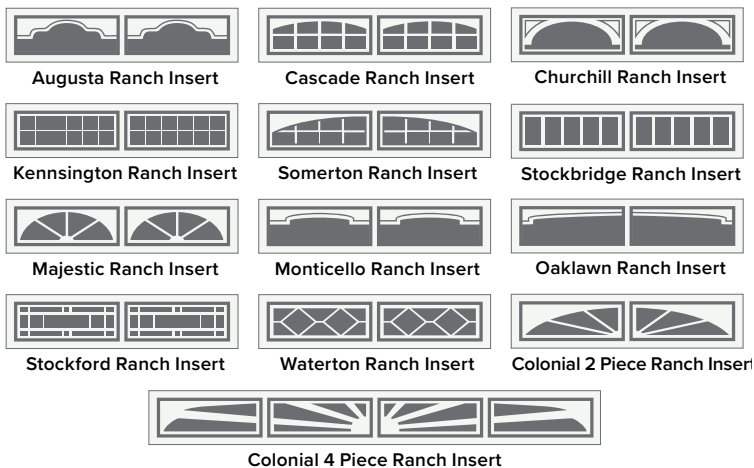 Augusta Ranch Insert
Cascade Ranch Insert
Churchill Ranch Insert
Kennsington Ranch Insert
Somerton Ranch Insert
Stockbridge Ranch Insert
Majestic Ranch Insert
Monticello Ranch Insert
Oaklawn Ranch Insert
Stockford Ranch Insert
Waterton Ranch Insert
Colonial 2 Piece Ranch Insert
Colonial 4 Piece Ranch Insert